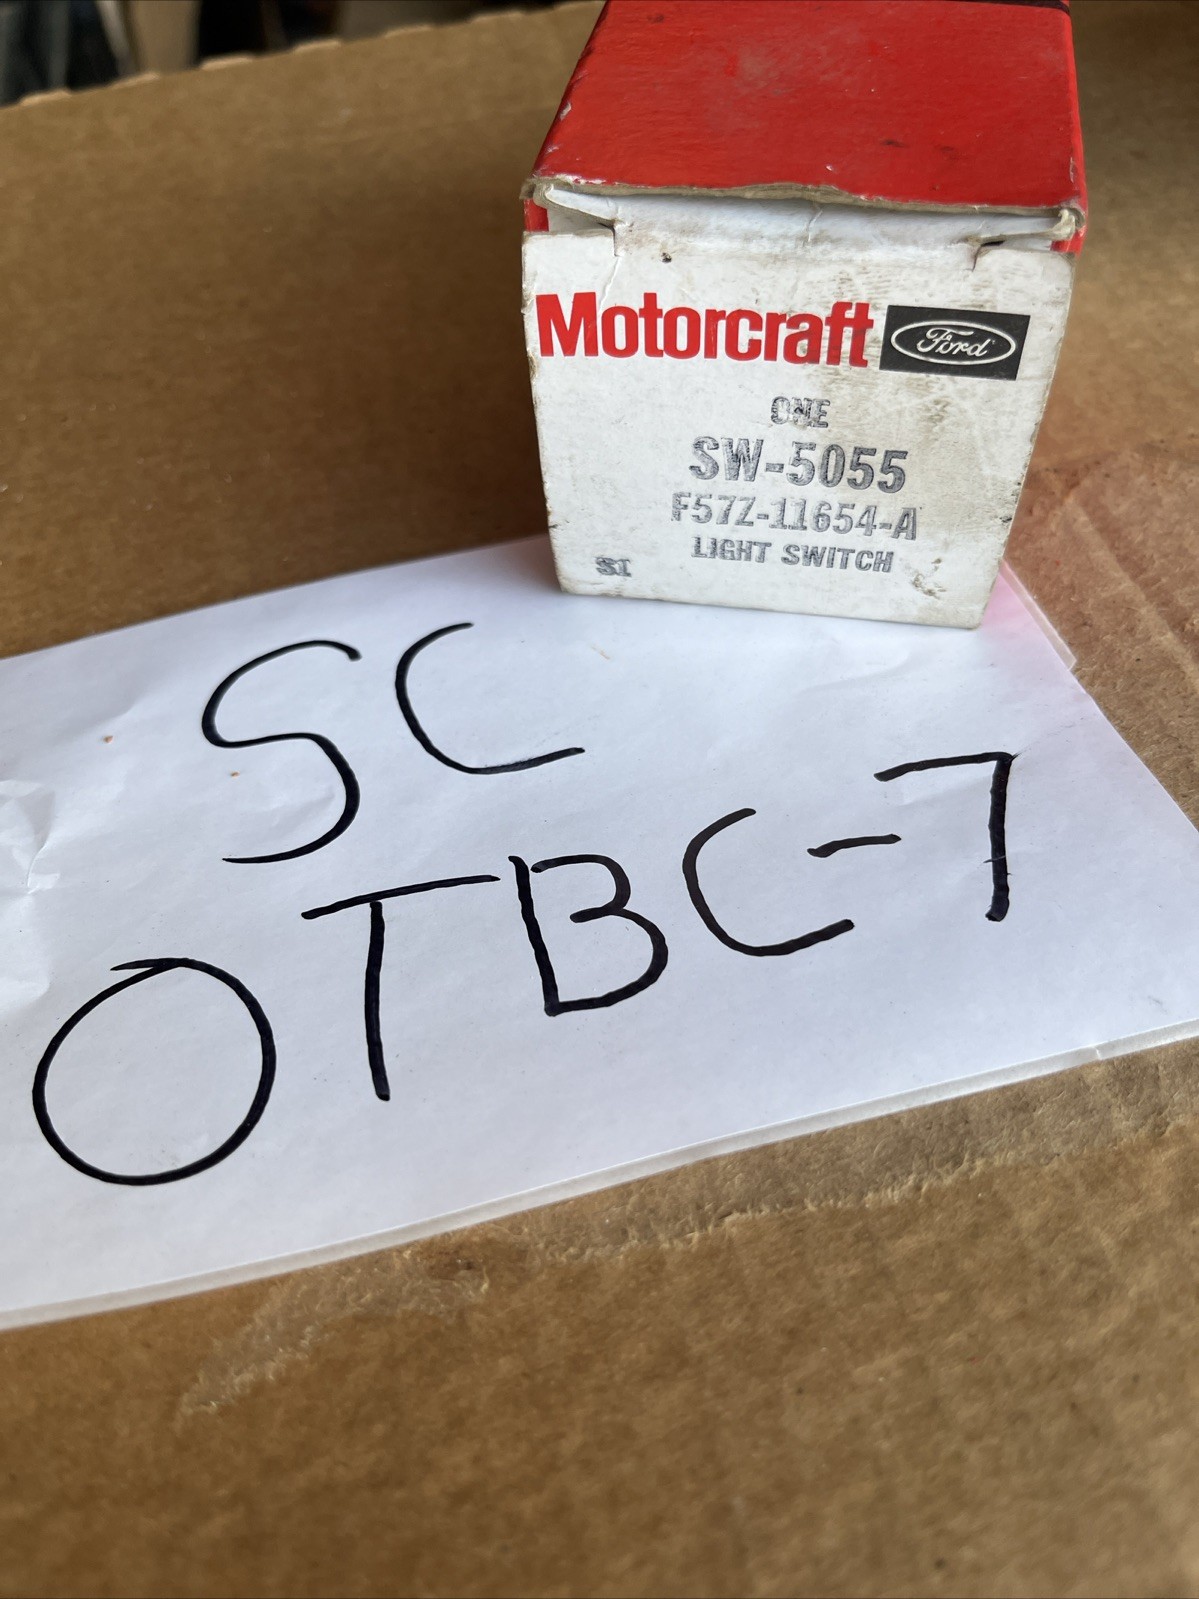 Motorcraft Ford
ONE
SW-5055
F57Z-11654-A
LIGHT SWITCH
SI
SC
OTBC-7